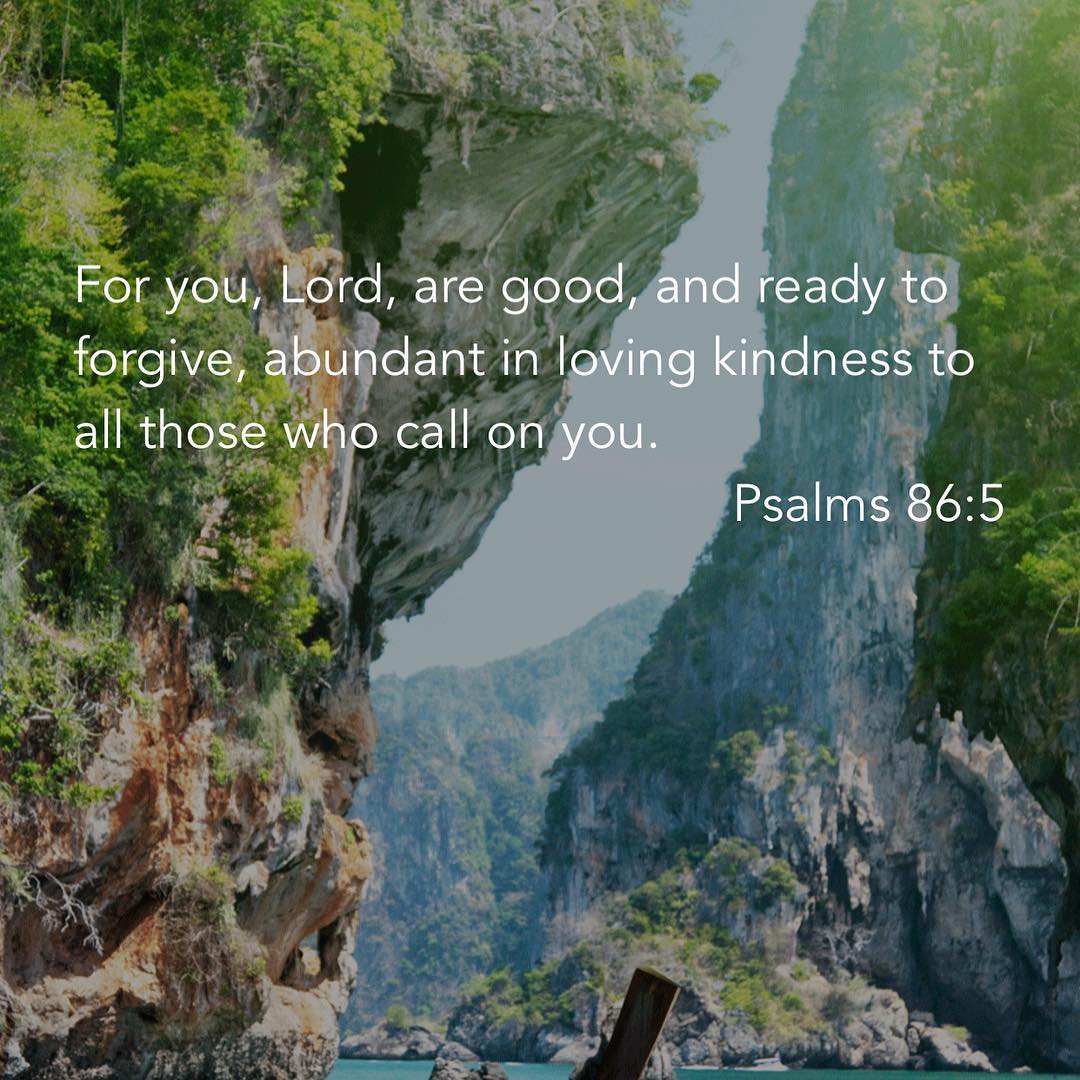 For you, Lord, are good, and ready to
forgive, abundant in loving kindness to
all those who call on you.
Psalms 86:5